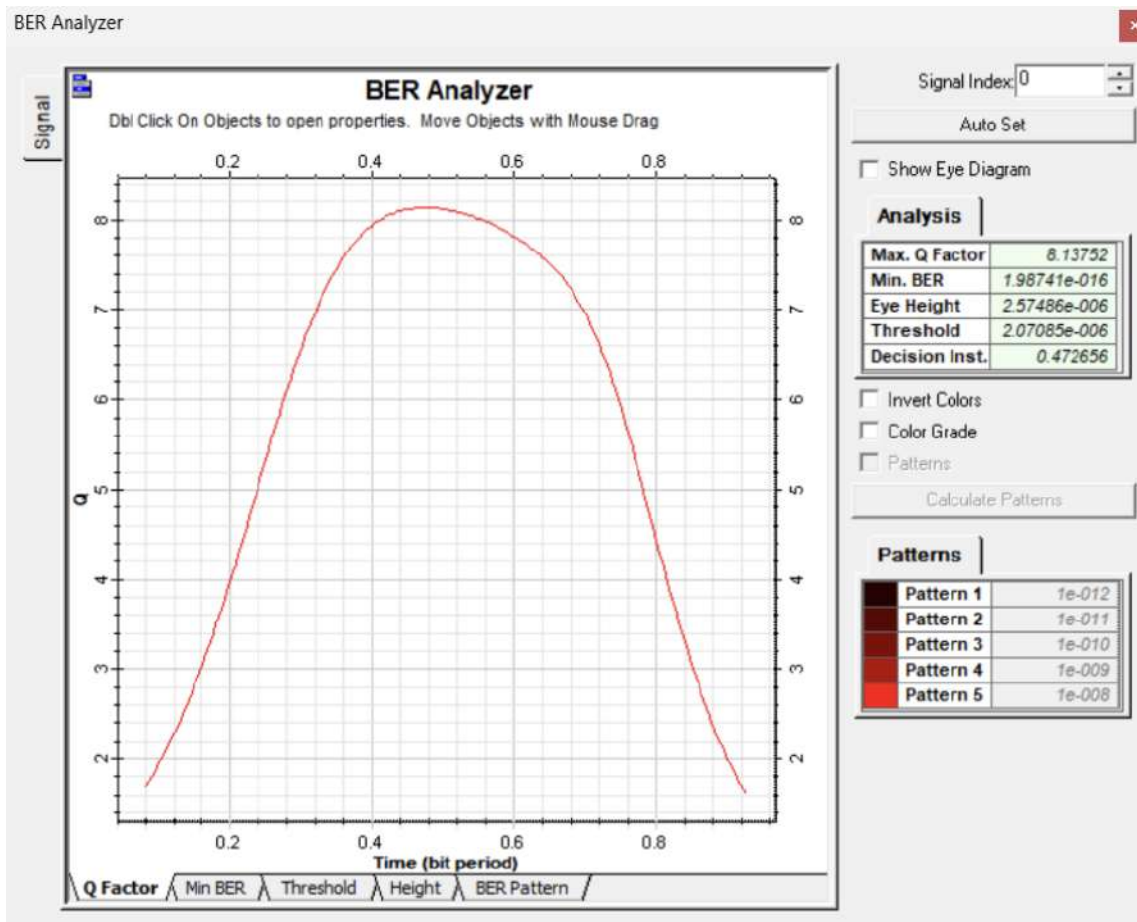 BER Analyzer
×
Signal
BER Analyzer
Dbl Click On Objects to open properties. Move Objects with Mouse Drag
0.2 0.4 0.6 0.8
8 8
7 7
6 6
5 5
4 4
3 3
2 2
Q
0.2 0.4 0.6 0.8
Time (bit period)
Q Factor Min BER Threshold Height BER Pattern
Signal Index: 0
Auto Set
Show Eye Diagram
Analysis
Max. Q Factor 8.13752
Min. BER 1.98741e-016
Eye Height 2.57486e-006
Threshold 2.07085e-006
Decision Inst. 0.472656
Invert Colors
Color Grade
Patterns
Calculate Patterns
Patterns
Pattern 1 1e-012
Pattern 2 1e-011
Pattern 3 1e-010
Pattern 4 1e-009
Pattern 5 1e-008